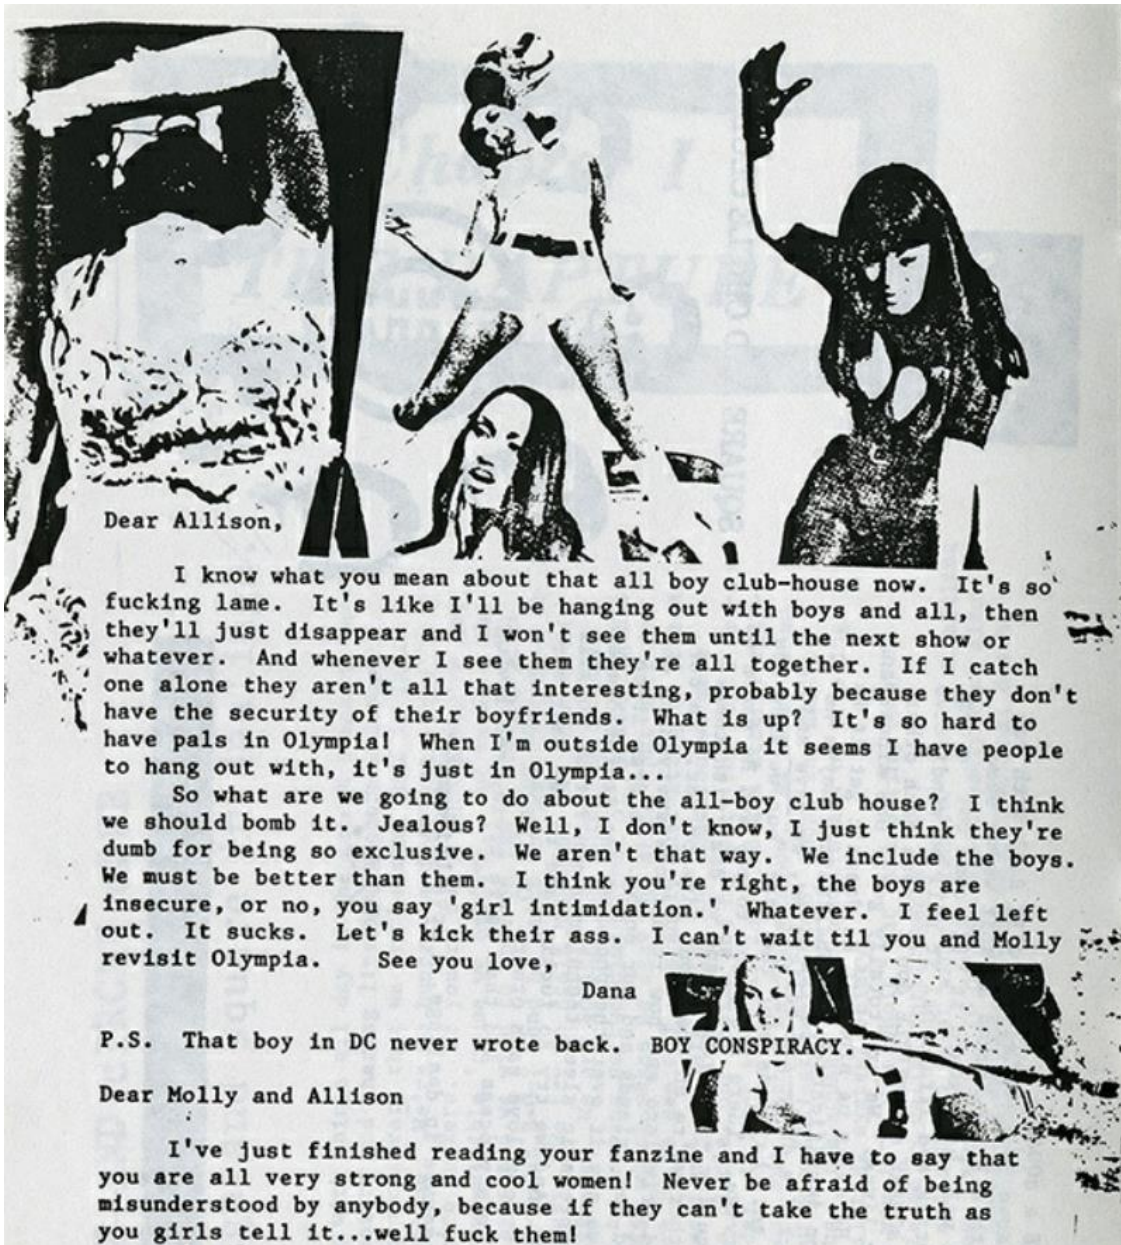 Dear Allison,
I know what you mean about that all boy club-house now. It's so
fucking lame. It's like I'll be hanging out with boys and all, then
they'll just disappear and I won't see them until the next show or
whatever. And whenever I see them they're all together. If I catch
one alone they aren't all that interesting, probably because they don't
have the security of their boyfriends. What is up? It's so hard to
have pals in Olympia! When I'm outside Olympia it seems I have people
to hang out with, it's just in Olympia...
So what are we going to do about the all-boy club house? I think
we should bomb it. Jealous? Well, I don't know, I just think they're
dumb for being so exclusive. We aren't that way. We include the boys.
We must be better than them. I think you're right, the boys are
insecure, or no, you say 'girl intimidation.' Whatever. I feel left
out. It sucks. Let's kick their ass. I can't wait til you and Molly
revisit Olympia. See you love,
Dana
P.S. That boy in DC never wrote back. BOY CONSPIRACY.
Dear Molly and Allison
I've just finished reading your fanzine and I have to say that
you are all very strong and cool women! Never be afraid of being
misunderstood by anybody, because if they can't take the truth as
you girls tell it...well fuck them!